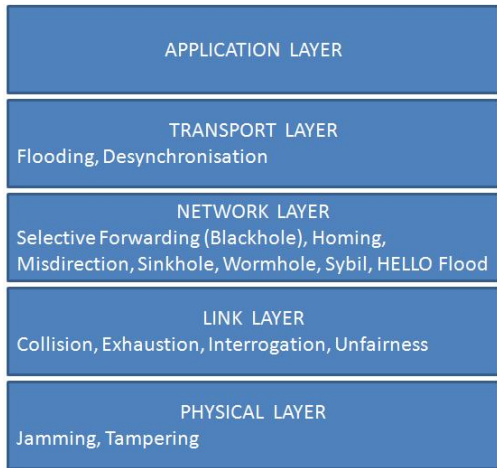 APPLICATION LAYER
TRANSPORT LAYER
Flooding, Desynchronisation
NETWORK LAYER
Selective Forwarding (Blackhole), Homing,
Misdirection, Sinkhole, Wormhole, Sybil, HELLO Flood
LINK LAYER
Collision, Exhaustion, Interrogation, Unfairness
PHYSICAL LAYER
Jamming, Tampering